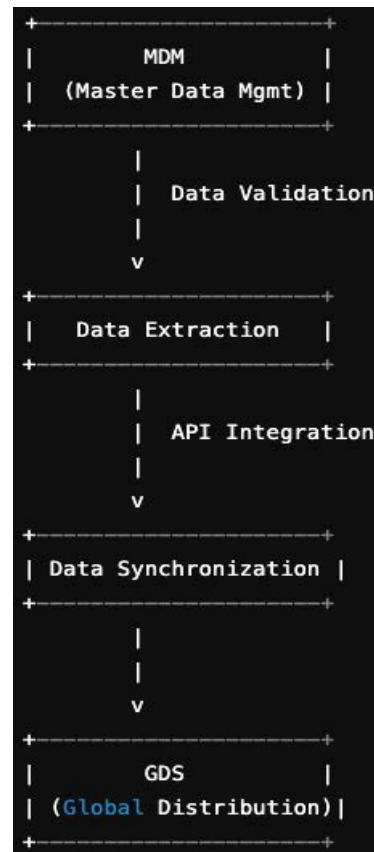 +----------------------+
|         MDM          |
|  (Master Data Mgmt)  |
+----------------------+
|
|  Data Validation
|
v
+----------------------+
|   Data Extraction    |
+----------------------+
|
|  API Integration
|
v
+----------------------+
| Data Synchronization |
+----------------------+
|
|
v
+----------------------+
|         GDS          |
| (Global Distribution)|
+----------------------+